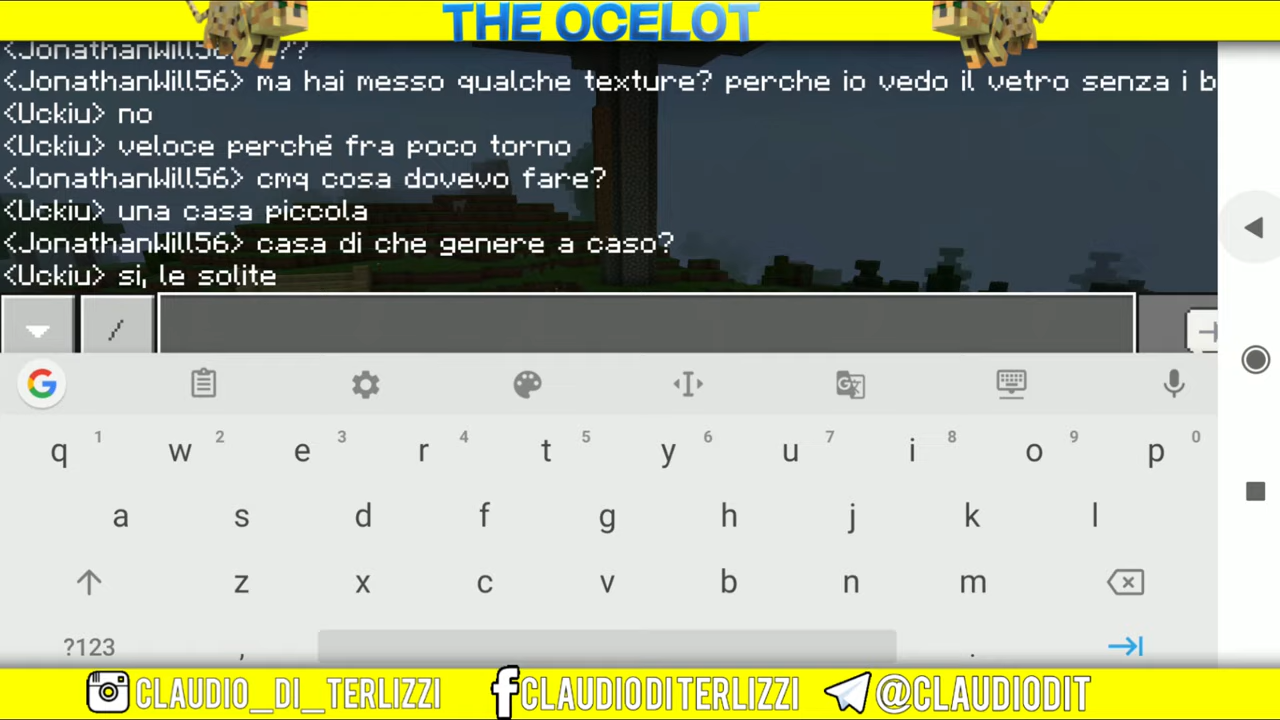 THE OCELOT
<JonathanWill56> ??
<JonathanWill56> ma hai messo qualche texture? perche io vedo il vetro senza i b
<Uckiu> no
<Uckiu> veloce perché fra poco torno
<JonathanWill56> cmq cosa dovevo fare?
<Uckiu> una casa piccola
<JonathanWill56> casa di che genere a caso?
<Uckiu> si, le solite
/
G
q 1 w 2 e 3 r 4 t 5 y 6 u 7 i 8 o 9 p 0
a s d f g h j k l
z x c v b n m
?123 , .
CLAUDIO_DI_TERLIZZI fCLAUDIODITERLIZZI @CLAUDIODIT